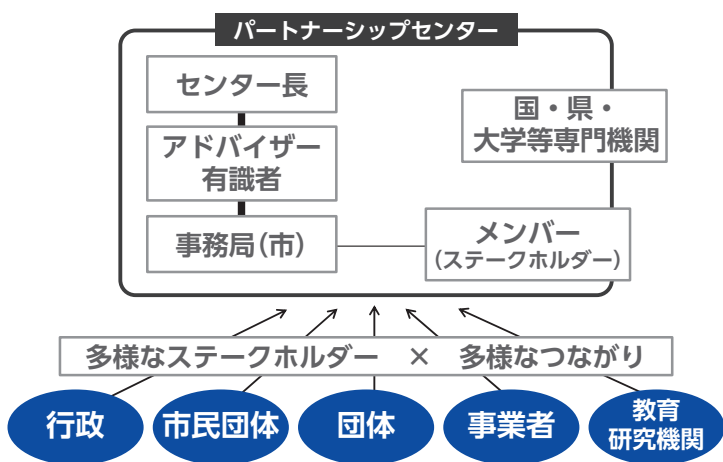 パートナーシップセンター
センター長
国・県・
大学等専門機関
アドバイザー
有識者
事務局(市)
メンバー
(ステークホルダー)
多様なステークホルダー × 多様なつながり
行政
市民団体
団体
事業者
教育
研究機関